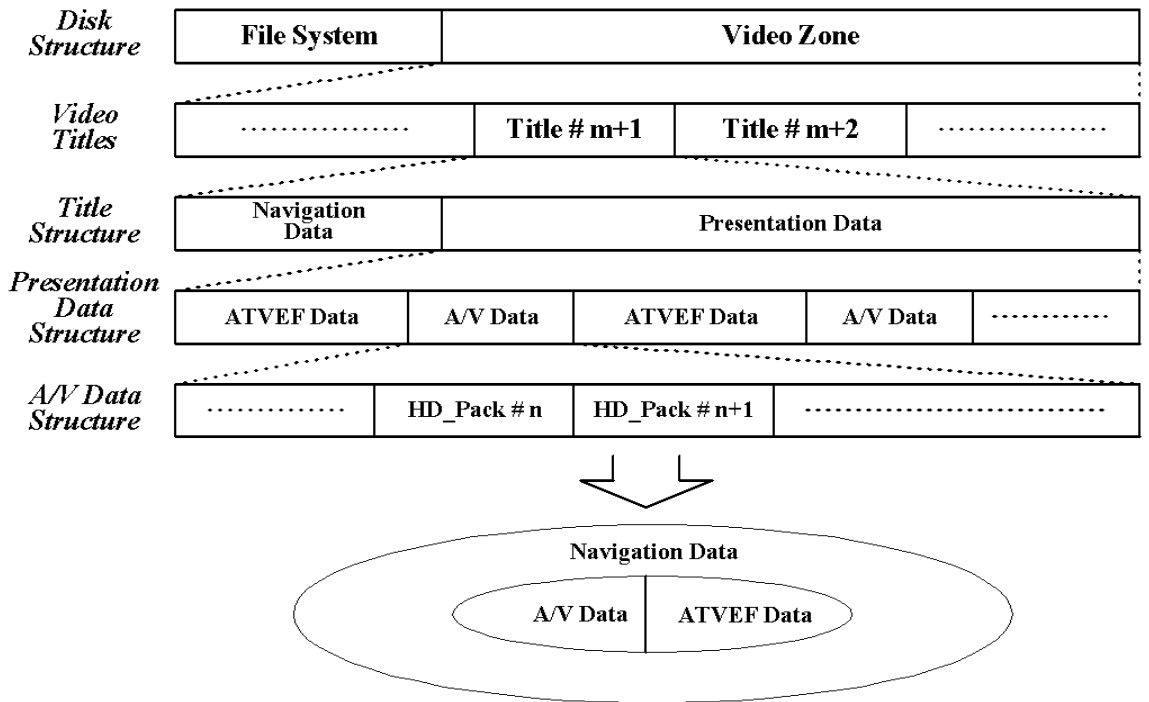 Disk
Structure
File System
Video Zone
Video
Titles
Title # m+1
Title # m+2
Title
Structure
Navigation
Data
Presentation Data
Presentation
Data
Structure
ATVEF Data
A/V Data
ATVEF Data
A/V Data
A/V Data
Structure
HD_Pack # n
HD_Pack # n+1
Navigation Data
A/V Data
ATVEF Data